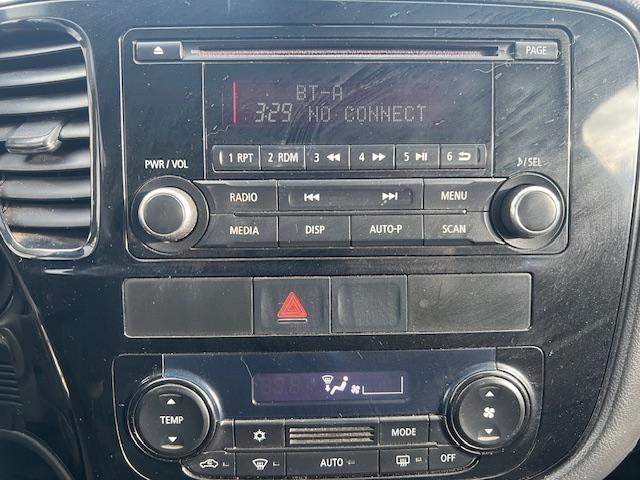 PAGE
BT-A
3:29 NO CONNECT
1 RPT 2 RDM 3 4 5 6
PWR / VOL
/SEL
RADIO MENU
MEDIA DISP AUTO-P SCAN
TEMP
MODE
AUTO OFF